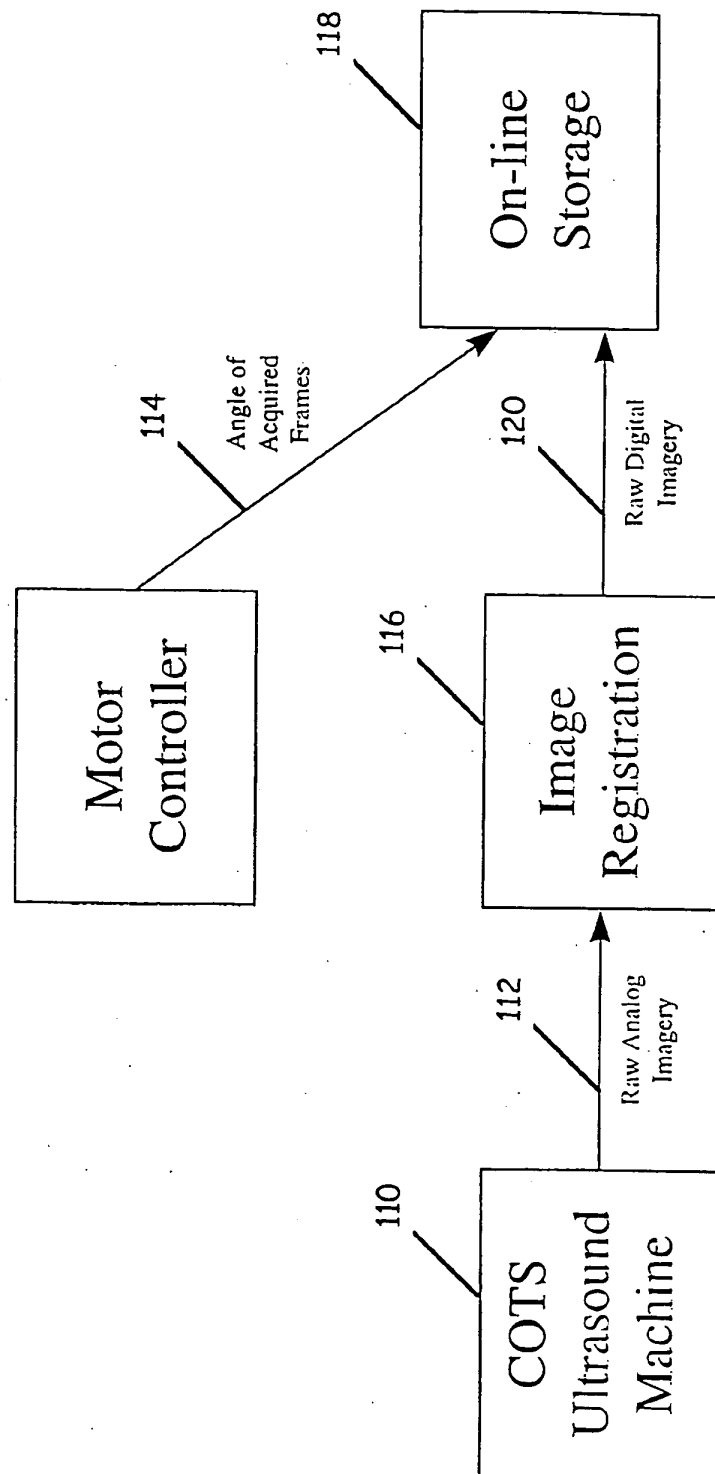 118
On-line
Storage
114
Angle of
Acquired
Frames
120
Raw Digital
Imagery
Motor
Controller
116
Image
Registration
112
Raw Analog
Imagery
110
COTS
Ultrasound
Machine